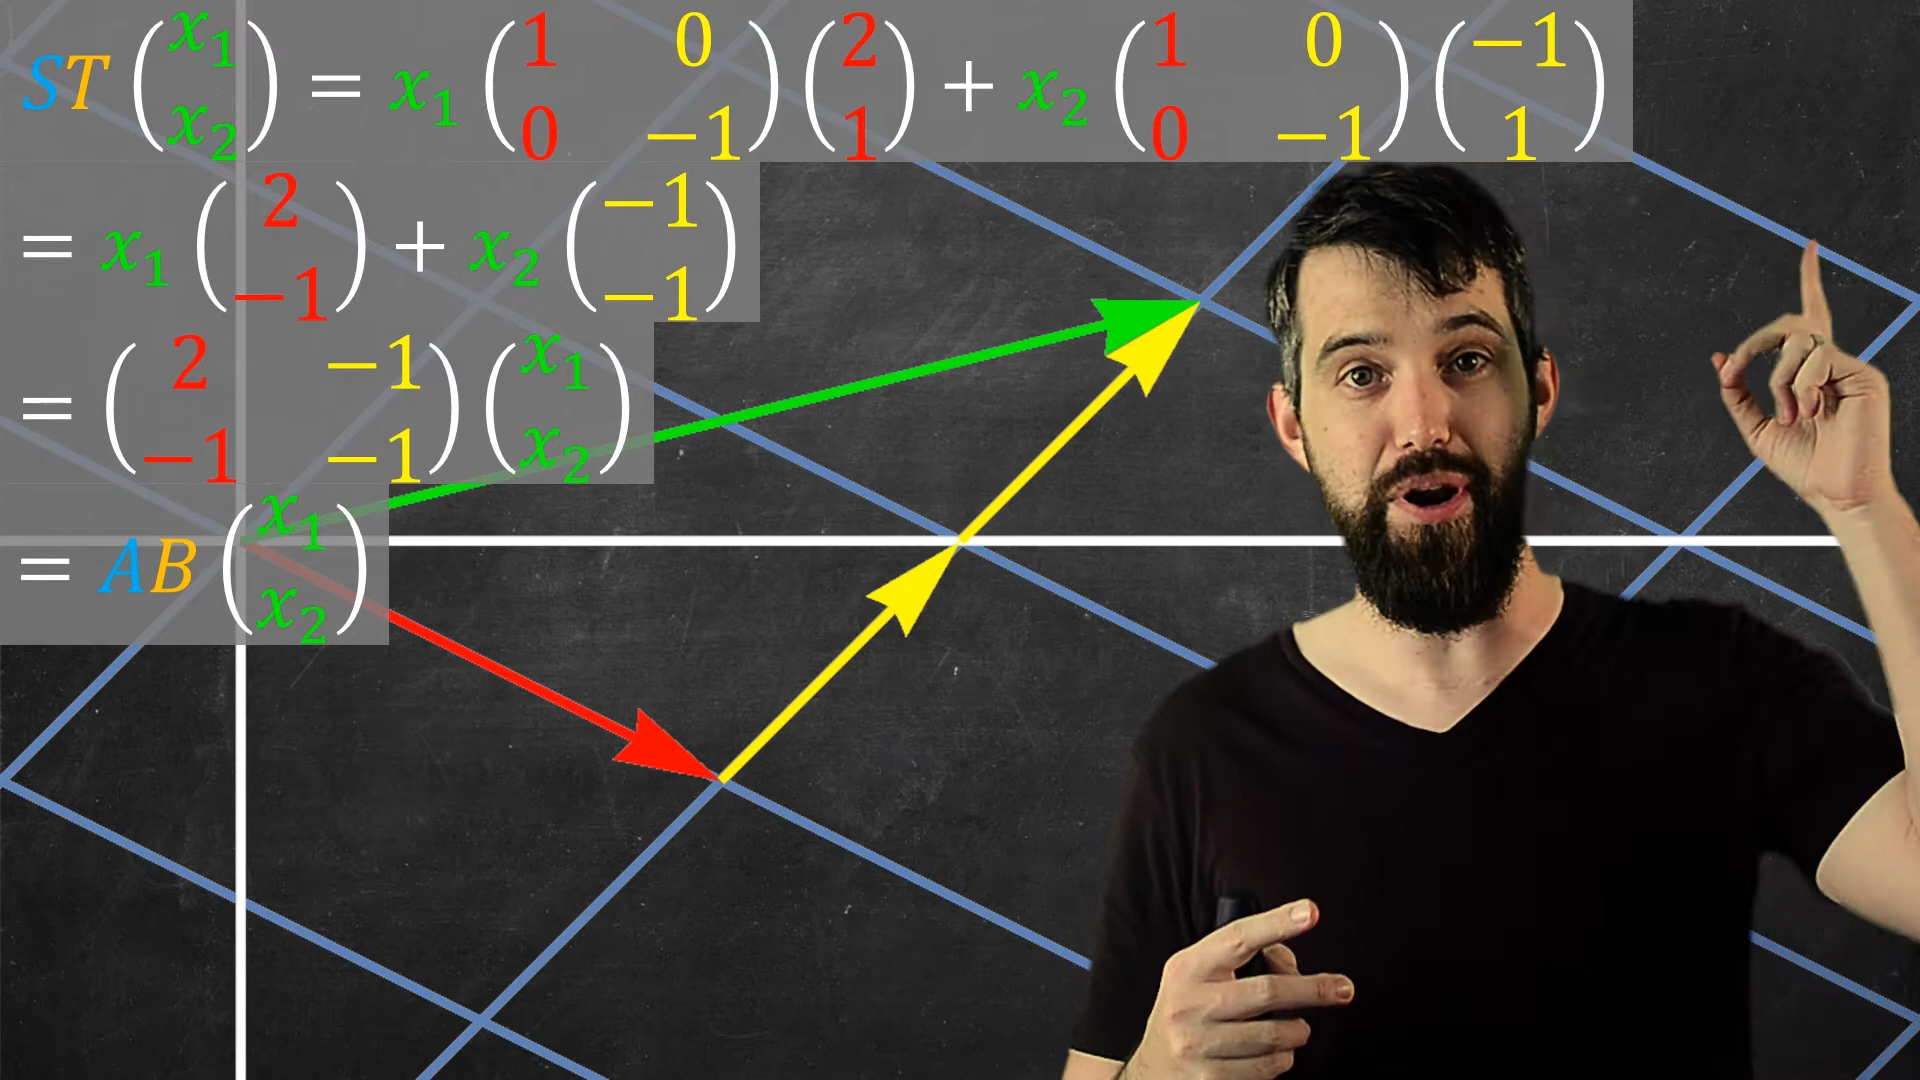 ST(x₁ x₂) = x₁(1 0 0 −1)(2 1) + x₂(1 0 0 −1)(−1 1)
= x₁(2 −1) + x₂(−1 −1)
= (2 −1 −1 −1)(x₁ x₂)
= AB(x₁ x₂)